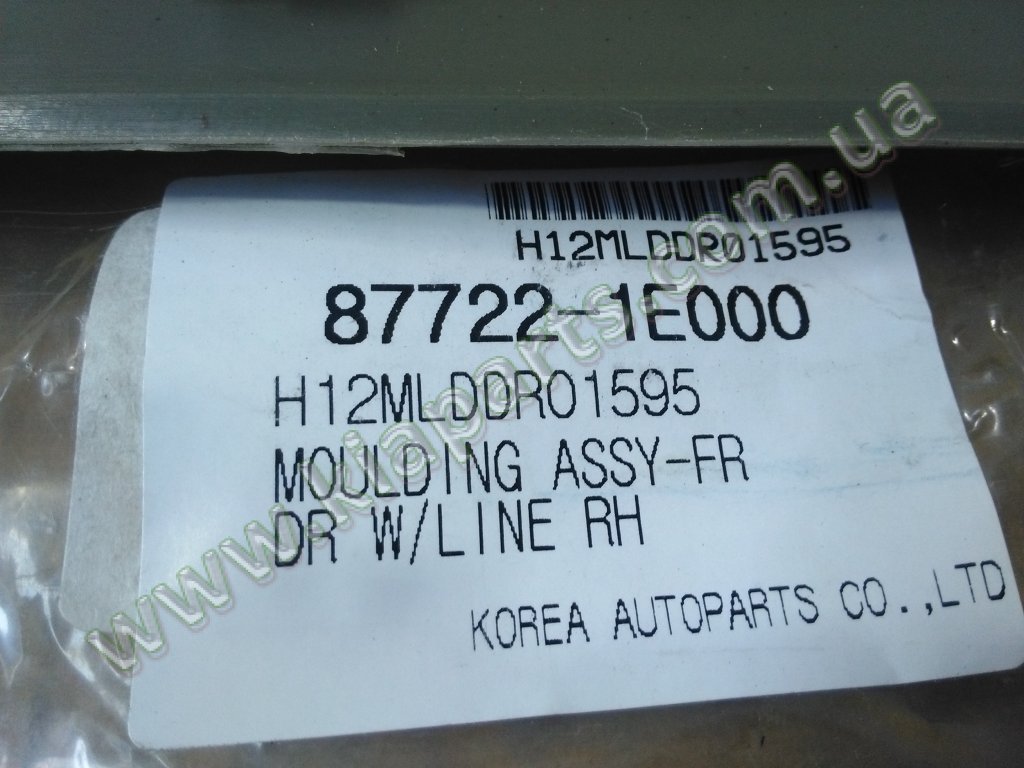 H12MLDDR01595
87722-1E000
H12MLDDR01595
MOULDING ASSY-FR
DR W/LINE RH
KOREA AUTOPARTS CO.,LTD
www.kiaparts.com.ua